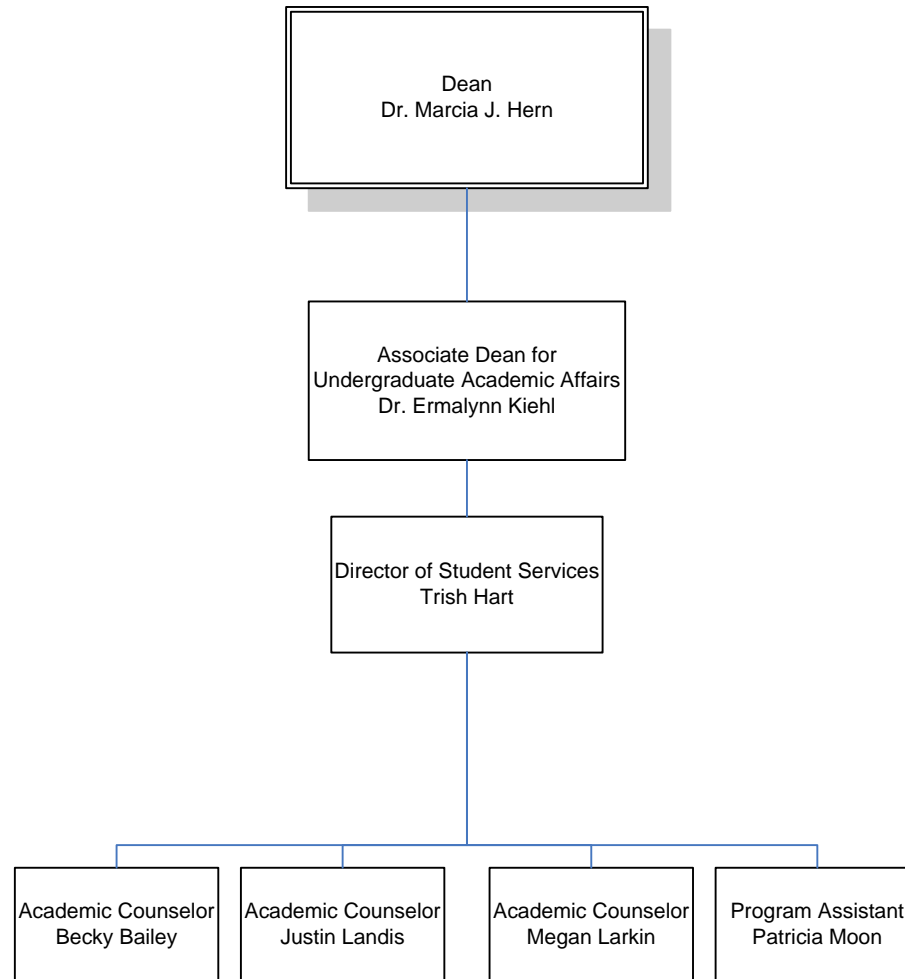 Dean
Dr. Marcia J. Hern
Associate Dean for
Undergraduate Academic Affairs
Dr. Ermalynn Kiehl
Director of Student Services
Trish Hart
Academic Counselor
Becky Bailey
Academic Counselor
Justin Landis
Academic Counselor
Megan Larkin
Program Assistant
Patricia Moon